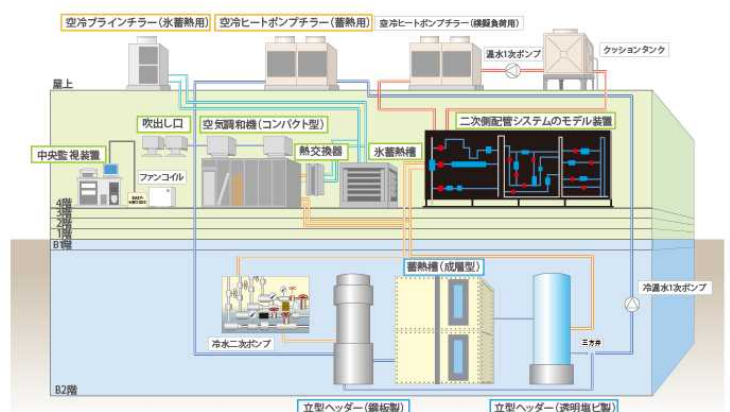 空冷ブラインチラー(氷蓄熱用)
空冷ヒートポンプチラー(蓄熱用)
空冷ヒートポンプチラー(模擬負荷用)
温水1次ポンプ
クッションタンク
屋上
吹出し口
空気調和機(コンパクト型)
二次側配管システムのモデル装置
中央監視装置
熱交換器
氷蓄熱槽
ファンコイル
4階
3階
2階
1階
B1階
蓄熱槽(成層型)
冷温水1次ポンプ
冷水二次ポンプ
三方弁
B2階
立型ヘッダー(鋼板製)
立型ヘッダー(透明塩ビ製)